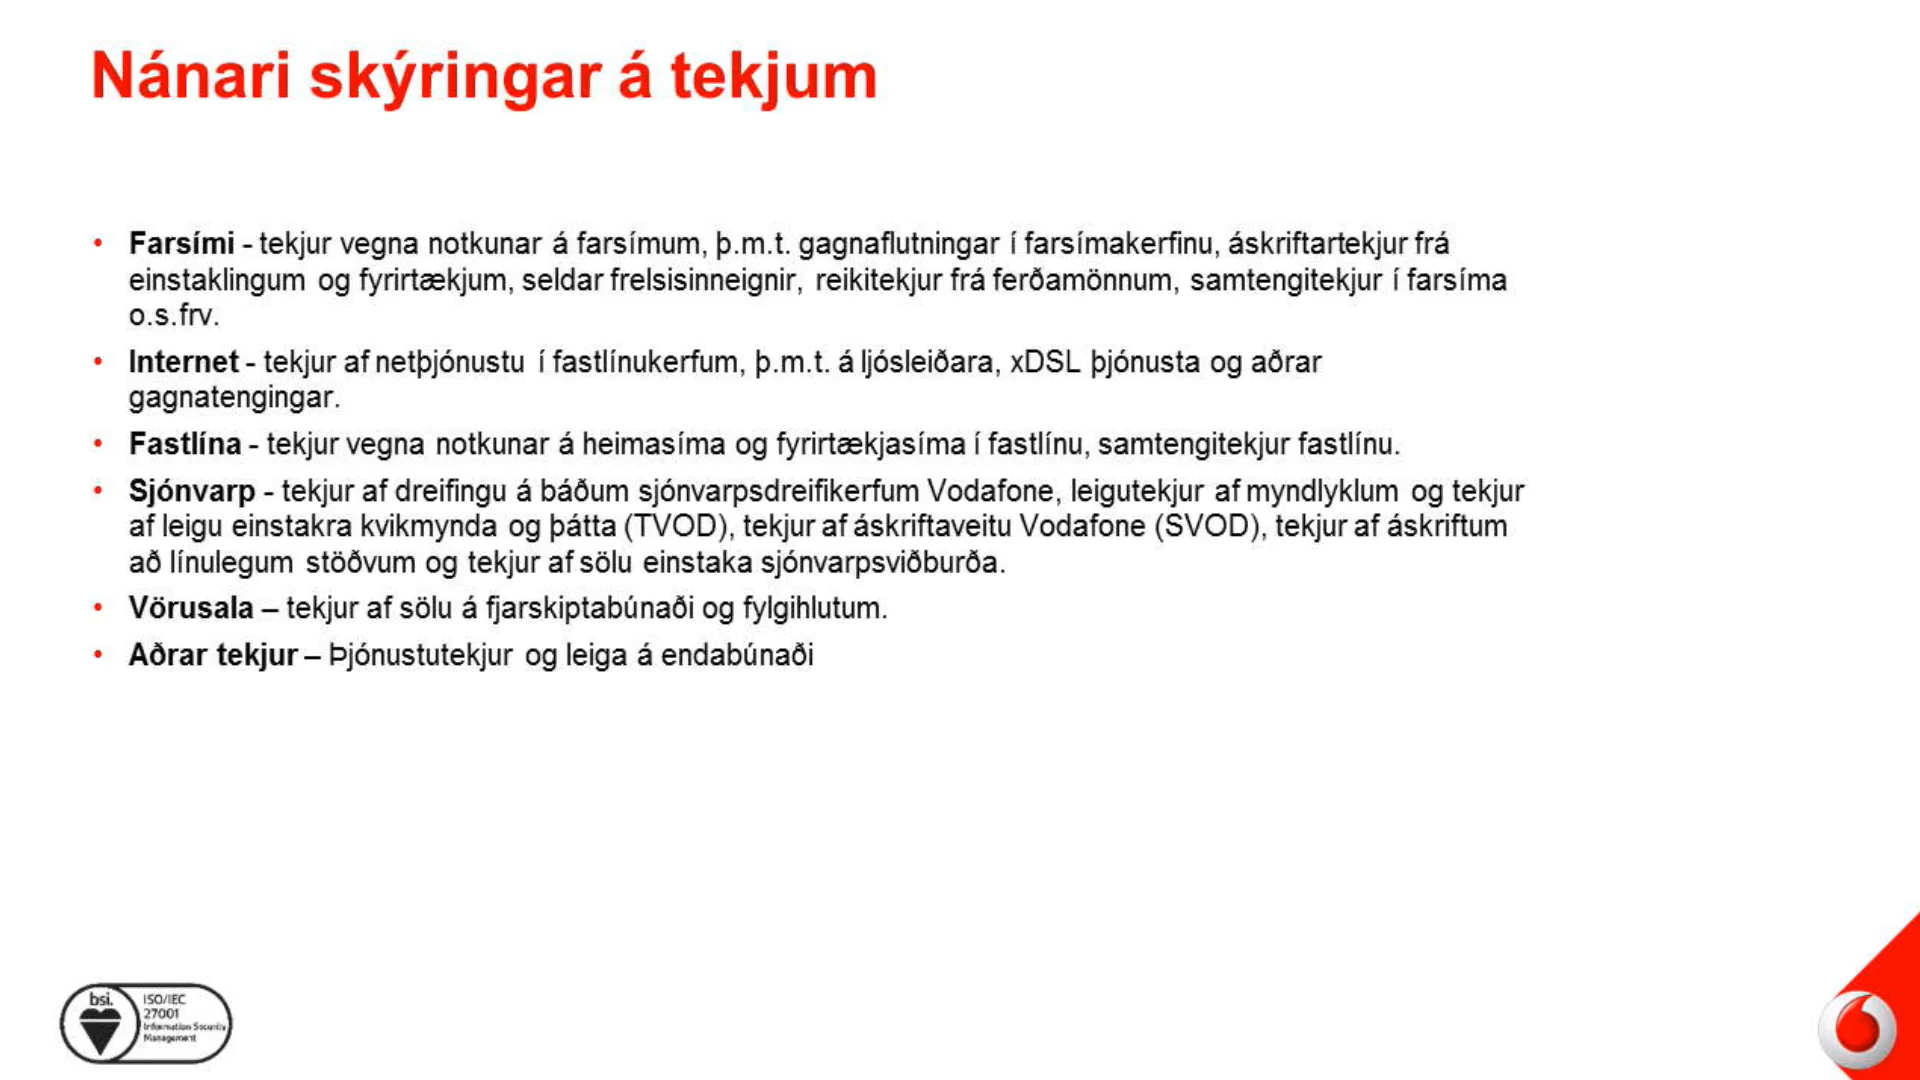 Nánari skýringar á tekjum
• Farsími - tekjur vegna notkunar á farsímum, þ.m.t. gagnaflutningar í farsímakerfinu, áskriftartekjur frá
einstaklingum og fyrirtækjum, seldar frelsisinneignir, reikitekjur frá ferðamönnum, samtengitekjur í farsíma
o.s.frv.
• Internet - tekjur af netþjónustu í fastlínukerfum, þ.m.t. á ljósleiðara, xDSL þjónusta og aðrar
gagnatengingar.
• Fastlína - tekjur vegna notkunar á heimasíma og fyrirtækjasíma í fastlínu, samtengitekjur fastlínu.
• Sjónvarp - tekjur af dreifingu á báðum sjónvarpsdreifikerfum Vodafone, leigutekjur af myndlyklum og tekjur
af leigu einstakra kvikmynda og þátta (TVOD), tekjur af áskriftaveitu Vodafone (SVOD), tekjur af áskriftum
að línulegum stöðvum og tekjur af sölu einstaka sjónvarpsviðburða.
• Vörusala – tekjur af sölu á fjarskiptabúnaði og fylgihlutum.
• Aðrar tekjur – Þjónustutekjur og leiga á endabúnaði
bsi.
ISO/IEC
27001
Information Security
Management